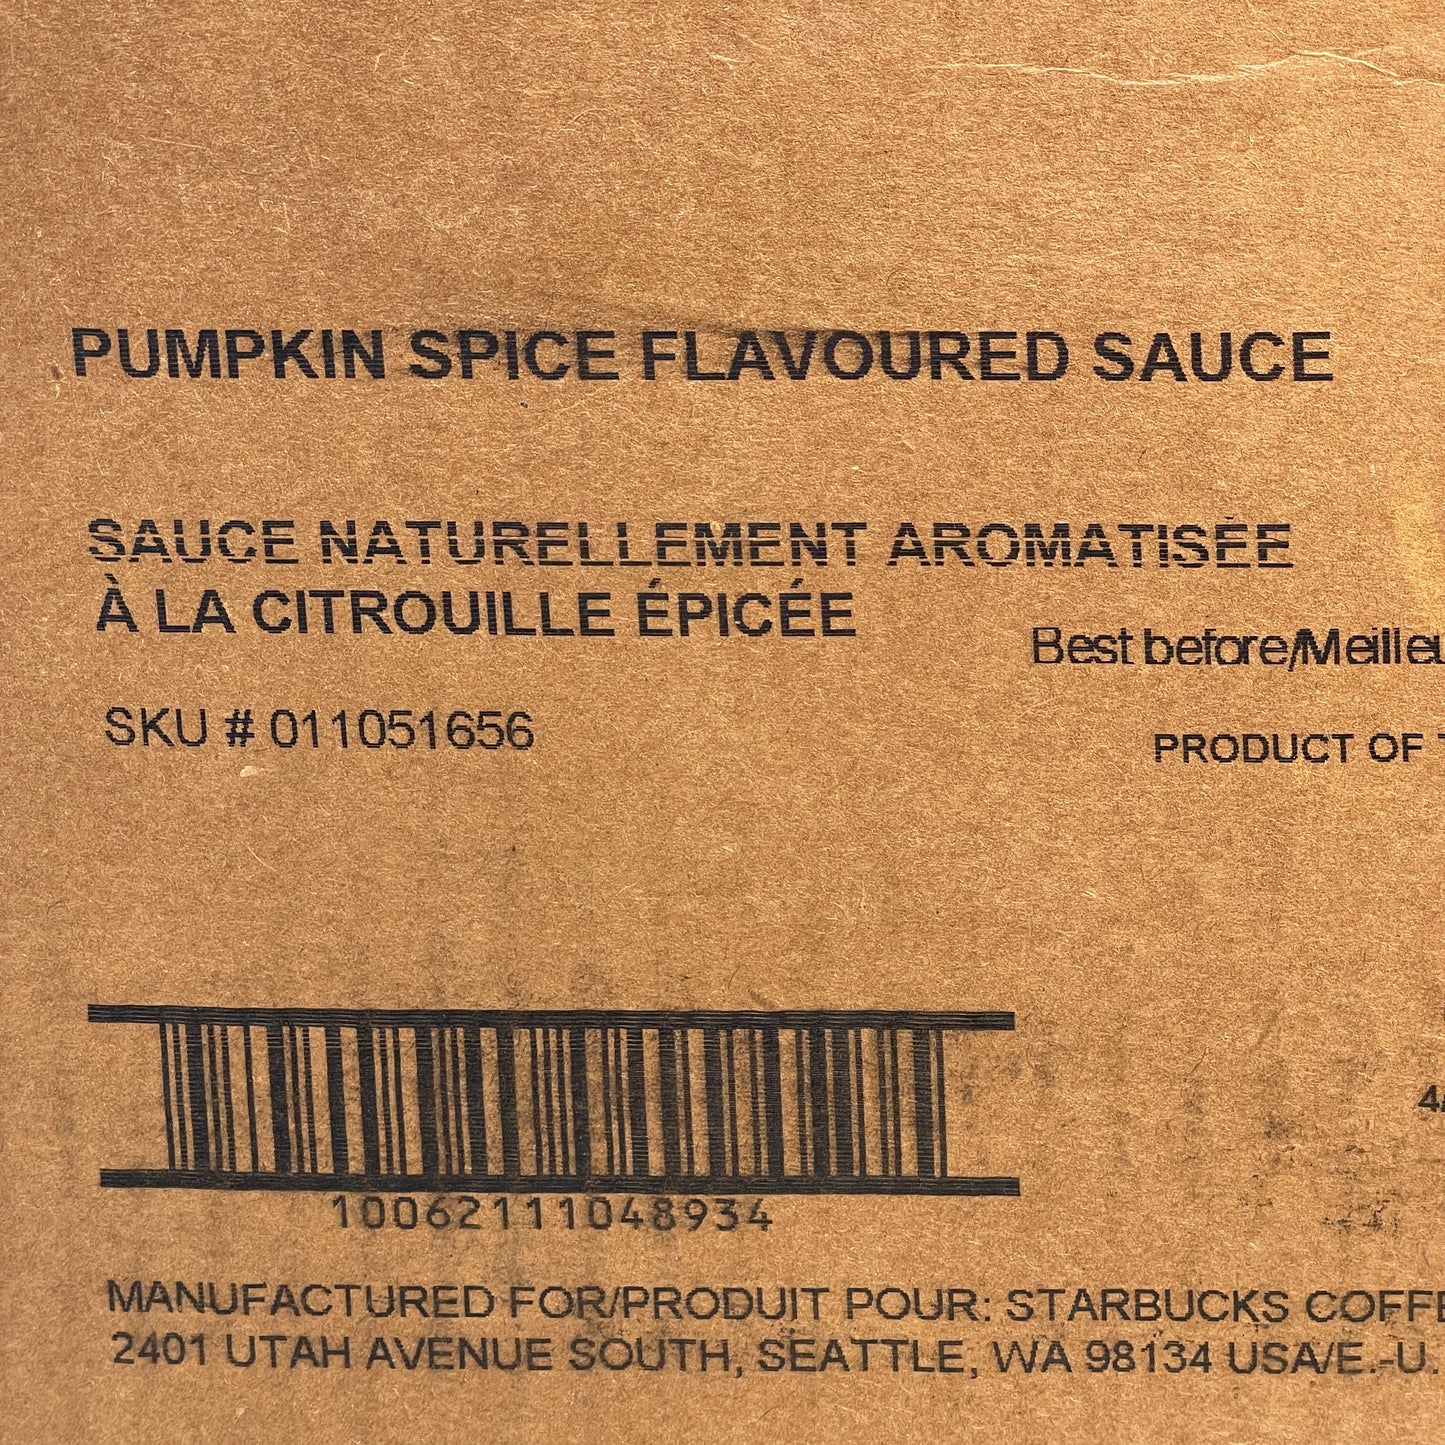 PUMPKIN SPICE FLAVOURED SAUCE
SAUCE NATURELLEMENT AROMATISÉE
À LA CITROUILLE ÉPICÉE
Best before/Meilleu
SKU # 011051656
PRODUCT OF
10062111048934
MANUFACTURED FOR/PRODUIT POUR: STARBUCKS COFFE
2401 UTAH AVENUE SOUTH, SEATTLE, WA 98134 USA/E.-U.